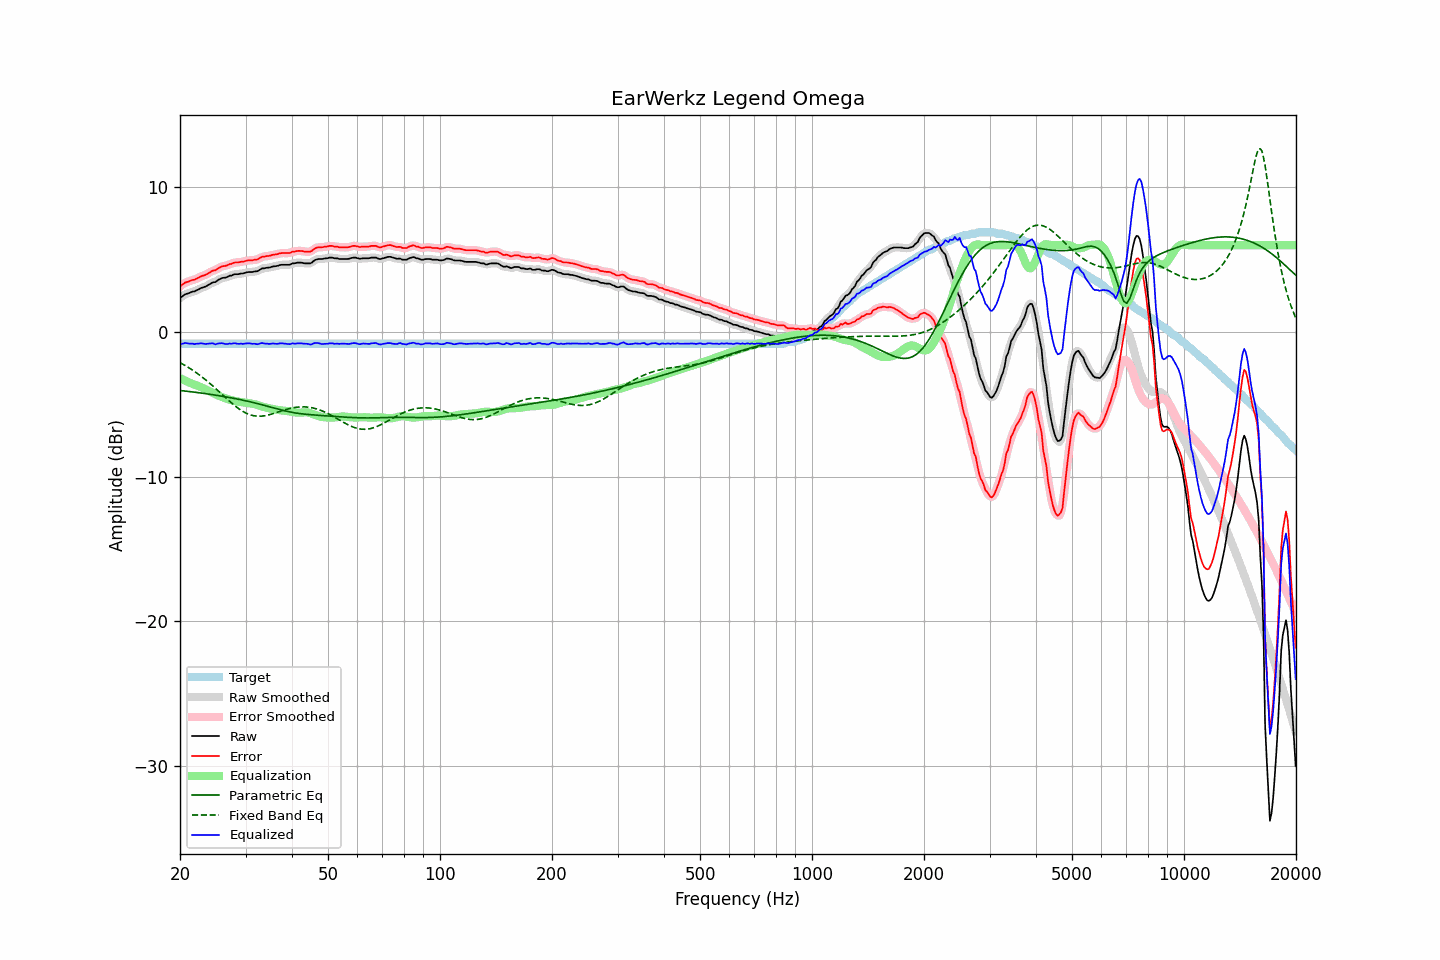 EarWerkz Legend Omega
Amplitude (dBr)
10
0
−10
−20
−30
Target
Raw Smoothed
Error Smoothed
Raw
Error
Equalization
Parametric Eq
Fixed Band Eq
Equalized
20 50 100 200 500 1000 2000 5000 10000 20000
Frequency (Hz)